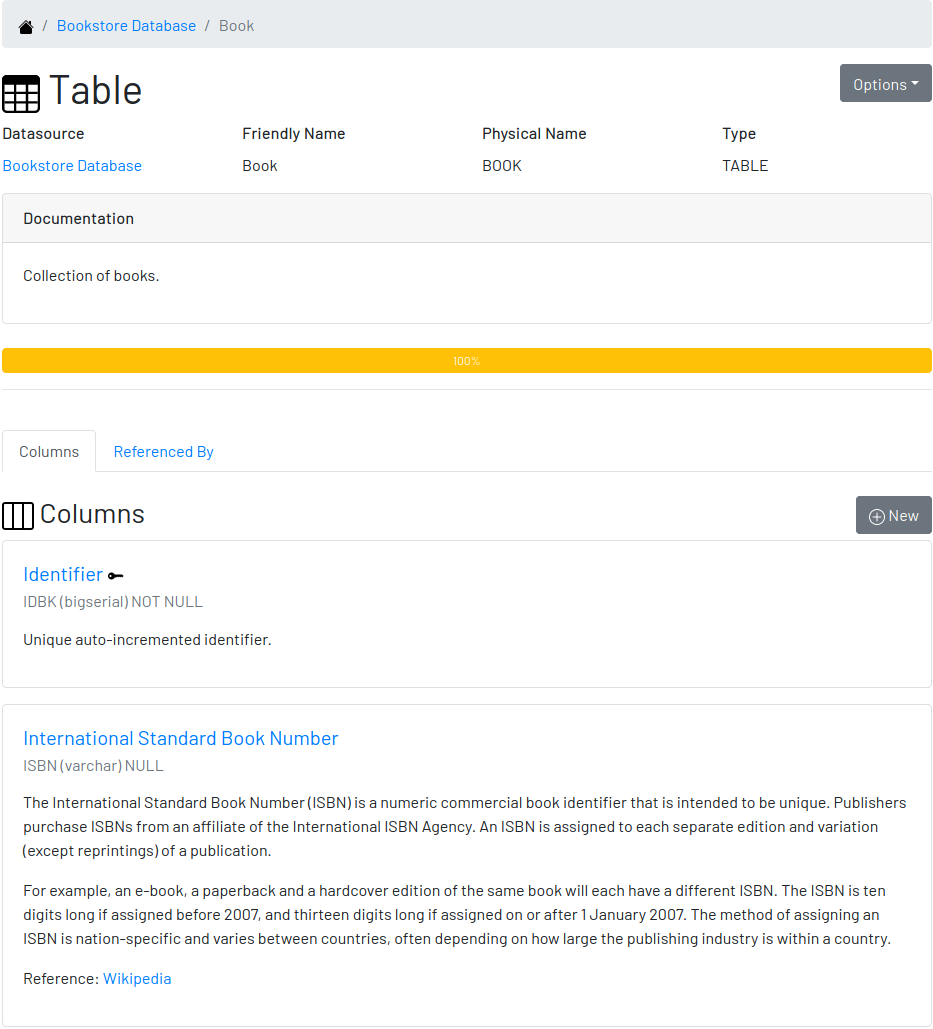 / Bookstore Database / Book
Table
Options
Datasource Friendly Name Physical Name Type
Bookstore Database Book BOOK TABLE
Documentation
Collection of books.
100%
Columns Referenced By
Columns
New
Identifier
IDBK (bigserial) NOT NULL
Unique auto-incremented identifier.
International Standard Book Number
ISBN (varchar) NULL
The International Standard Book Number (ISBN) is a numeric commercial book identifier that is intended to be unique. Publishers
purchase ISBNs from an affiliate of the International ISBN Agency. An ISBN is assigned to each separate edition and variation
(except reprintings) of a publication.
For example, an e-book, a paperback and a hardcover edition of the same book will each have a different ISBN. The ISBN is ten
digits long if assigned before 2007, and thirteen digits long if assigned on or after 1 January 2007. The method of assigning an
ISBN is nation-specific and varies between countries, often depending on how large the publishing industry is within a country.
Reference: Wikipedia